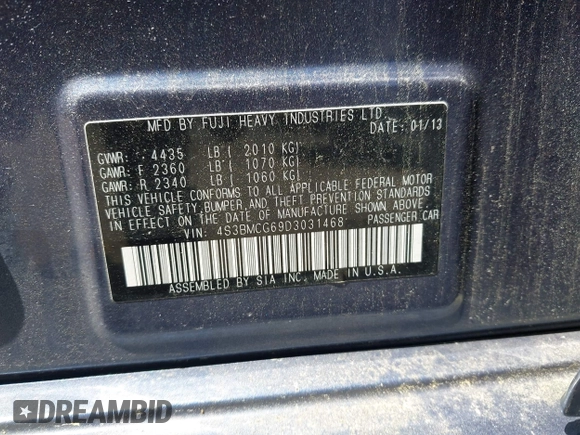 MFD BY FUJI HEAVY INDUSTRIES LTD.
DATE: 01/13
GVWR: 4435 LB ( 2010 KG)
GAWR: F 2360 LB ( 1070 KG)
GAWR: R 2340 LB ( 1060 KG)
THIS VEHICLE CONFORMS TO ALL APPLICABLE FEDERAL MOTOR
VEHICLE SAFETY, BUMPER, AND THEFT PREVENTION STANDARDS
IN EFFECT ON THE DATE OF MANUFACTURE SHOWN ABOVE.
VIN: 4S3BMCG69D3031468 PASSENGER CAR
ASSEMBLED BY SIA INC. MADE IN U.S.A.
DREAMBID